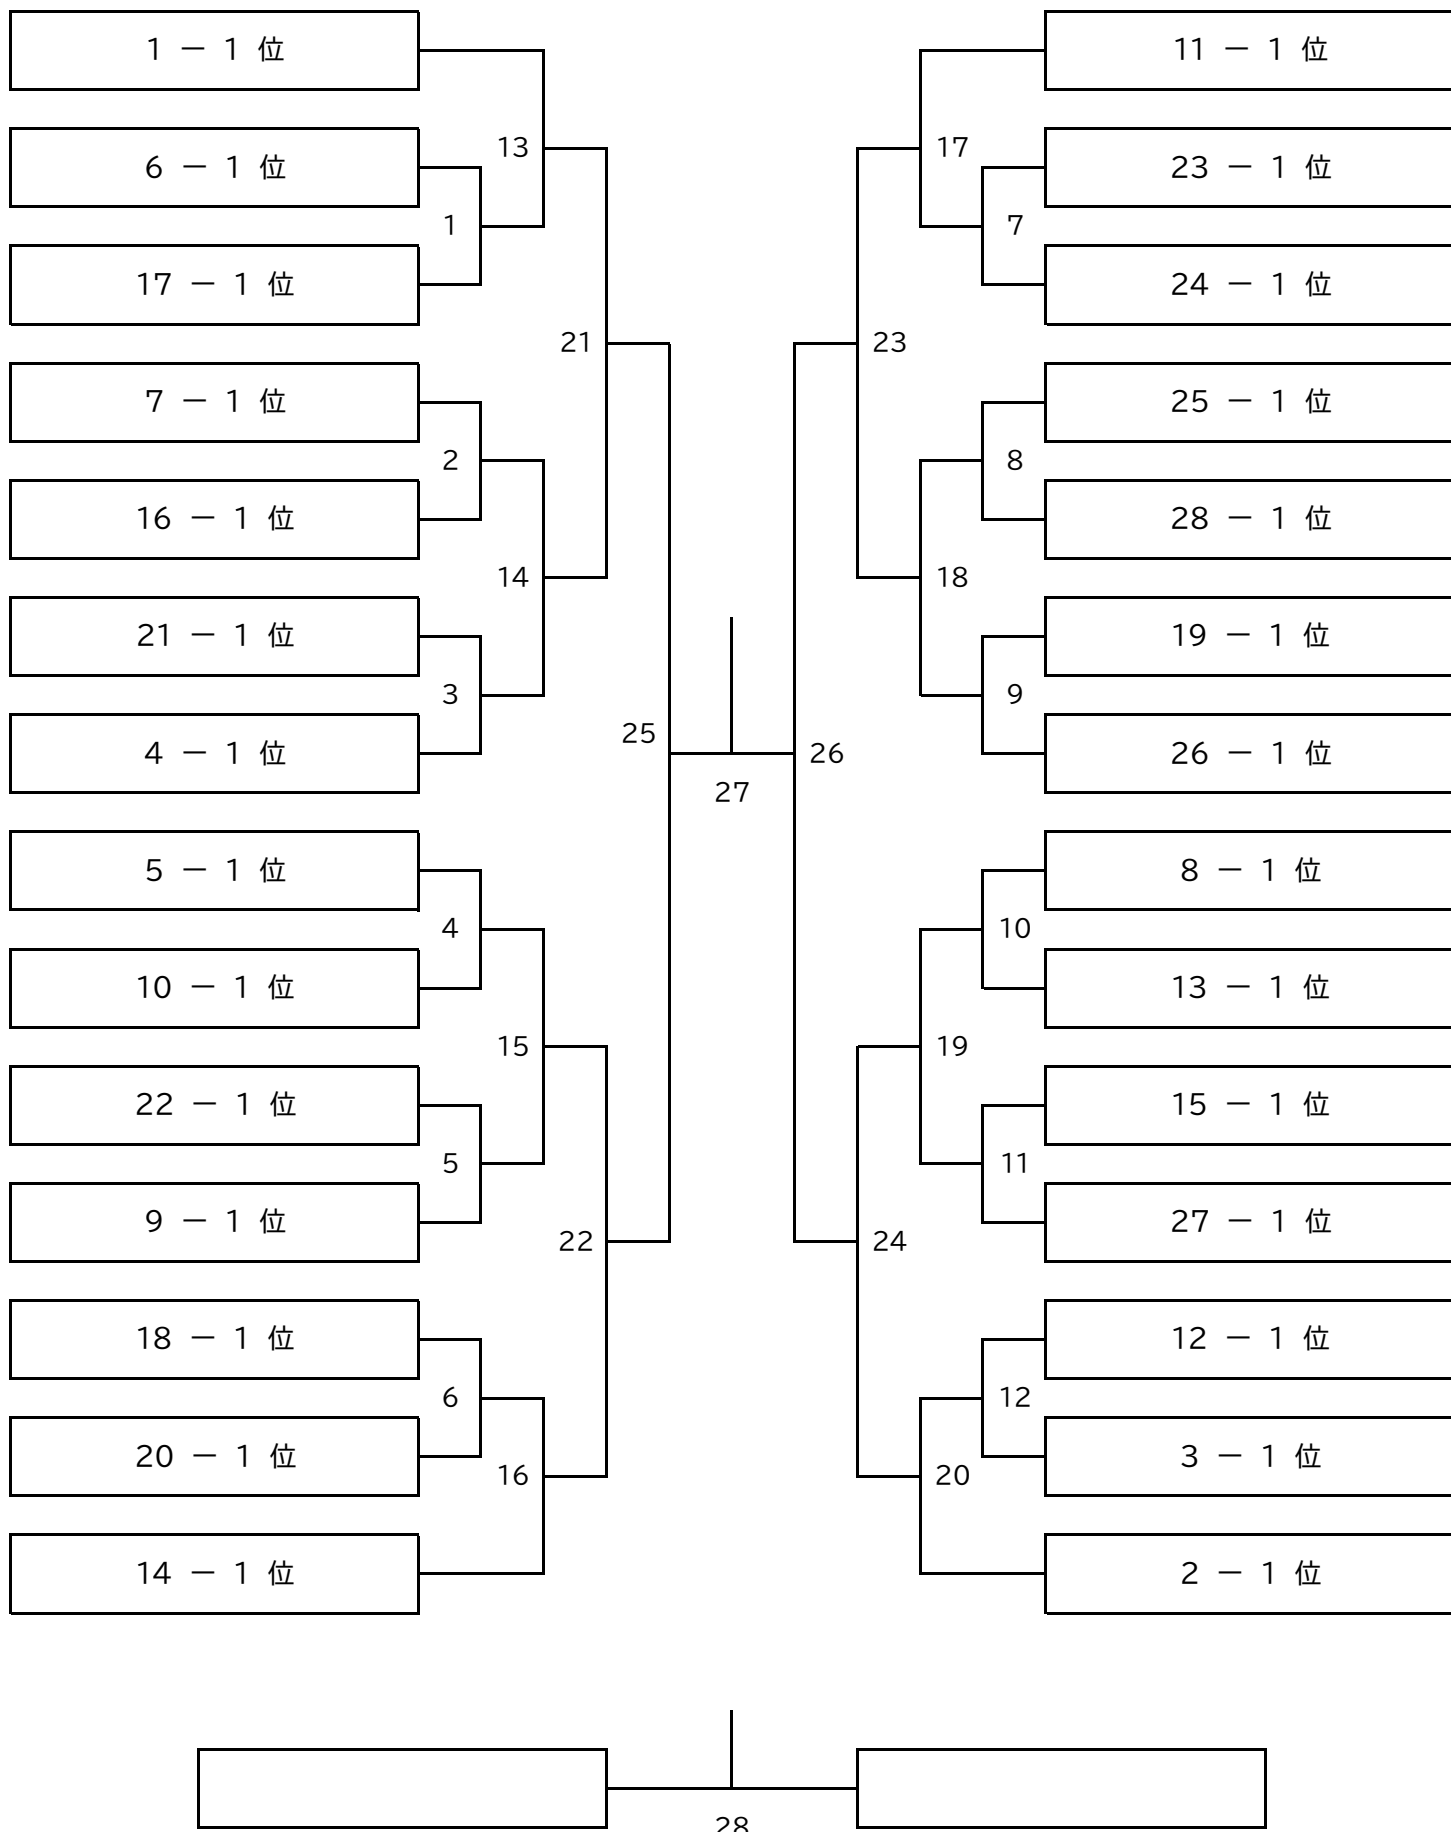 1 － 1 位
11 － 1 位
13
17
6 － 1 位
23 － 1 位
1
7
17 － 1 位
24 － 1 位
21
23
7 － 1 位
25 － 1 位
2
8
16 － 1 位
28 － 1 位
14
18
21 － 1 位
19 － 1 位
3
9
4 － 1 位
26 － 1 位
25
26
27
5 － 1 位
8 － 1 位
4
10
10 － 1 位
13 － 1 位
15
19
22 － 1 位
15 － 1 位
5
11
9 － 1 位
27 － 1 位
22
24
18 － 1 位
12 － 1 位
6
12
20 － 1 位
3 － 1 位
16
20
14 － 1 位
2 － 1 位
28